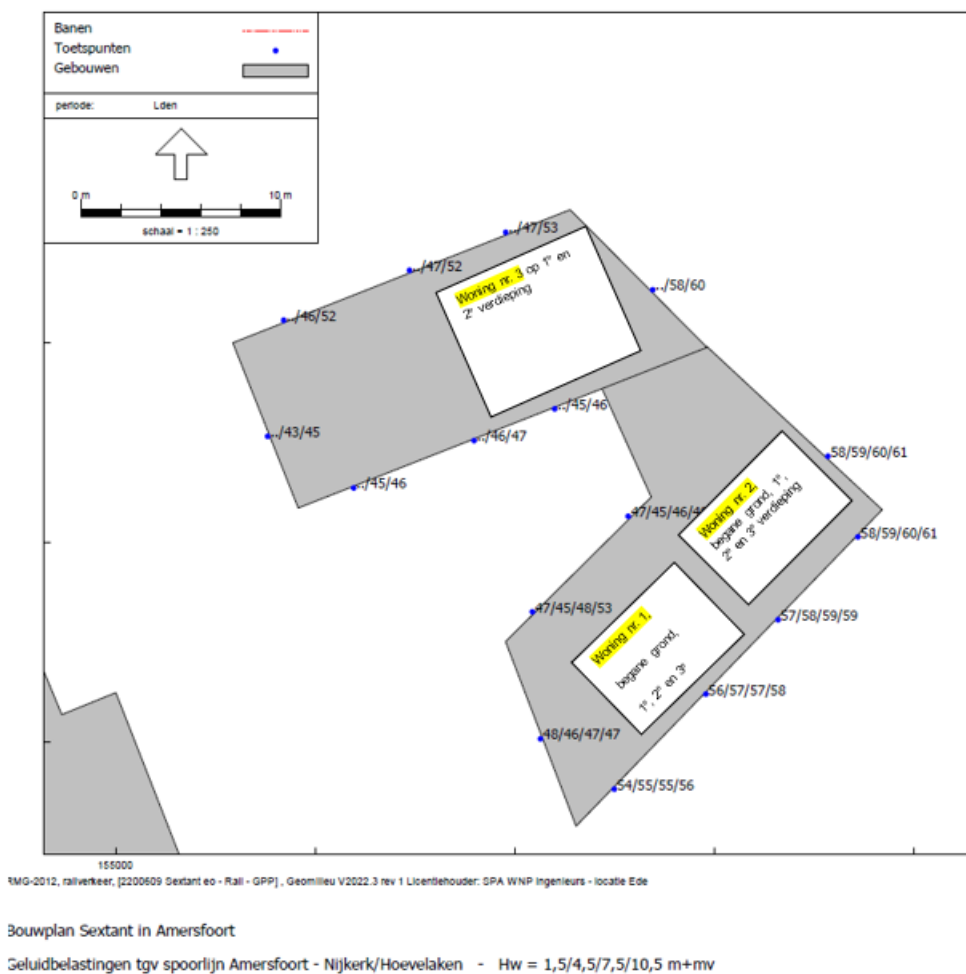 Banen
Toetspunten
Gebouwen
periode: Lden
0 m 10 m
schaal = 1 : 250
../47/53
../47/52
../46/52
../58/60
Woning nr. 3 op 1e en
2e verdieping
../45/46
../43/45
../46/47
../45/46
58/59/60/61
47/45/46/4
Woning nr. 2,
begane grond, 1e,
2e en 3e verdieping
58/59/60/61
47/45/48/53
57/58/59/59
Woning nr. 1,
begane grond,
1e, 2e en 3e
56/57/57/58
48/46/47/47
54/55/55/56
155000
RMG-2012, railverkeer, [2200609 Sextant eo - Rail - GPP] , Geomilieu V2022.3 rev 1 Licentiehouder: SPA WNP Ingenieurs - locatie Ede
Bouwplan Sextant in Amersfoort
Geluidbelastingen tgv spoorlijn Amersfoort - Nijkerk/Hoevelaken - Hw = 1,5/4,5/7,5/10,5 m+mv